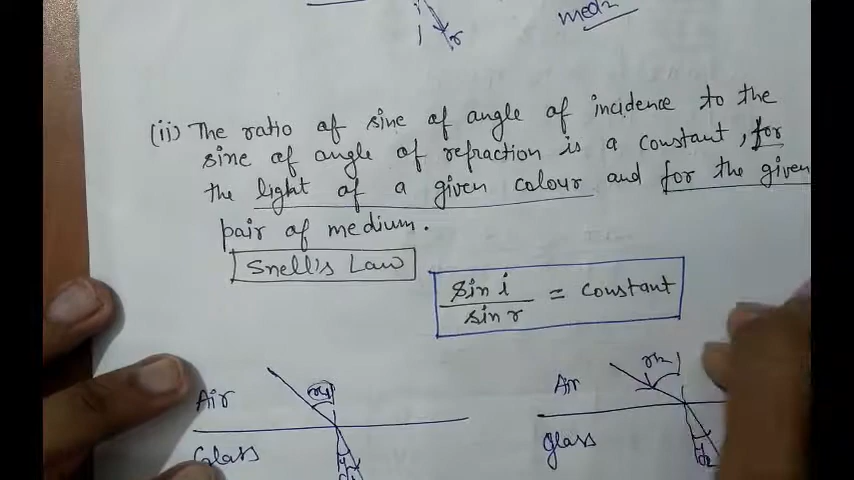 r
med2
(ii) The ratio of sine of angle of incidence to the
sine of angle of refraction is a constant, for
the light of a given colour and for the given
pair of medium.
Snell's Law
sin i / sin r = constant
Air
Glass
Air
glass